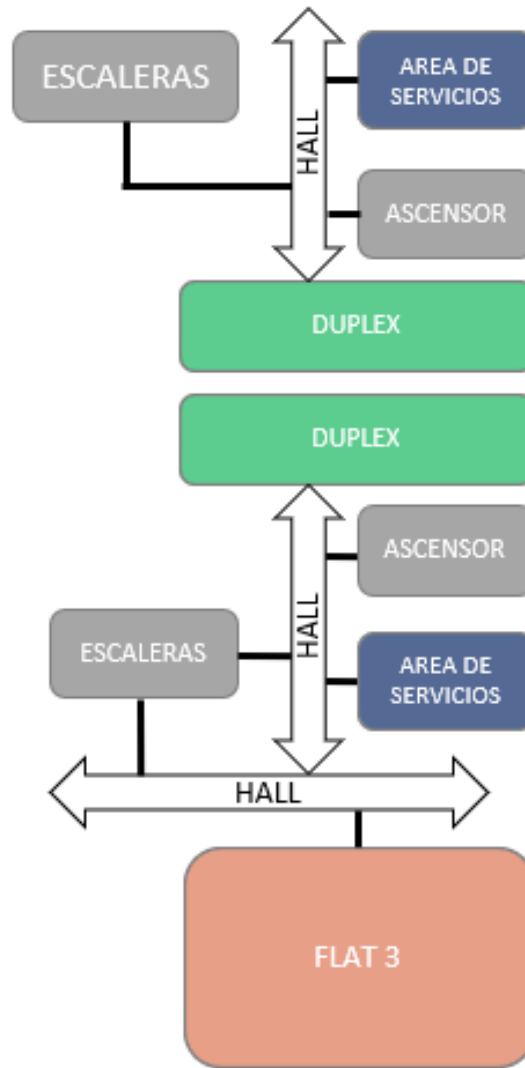 ESCALERAS
AREA DE
SERVICIOS
HALL
ASCENSOR
DUPLEX
DUPLEX
ASCENSOR
HALL
ESCALERAS
AREA DE
SERVICIOS
HALL
FLAT 3